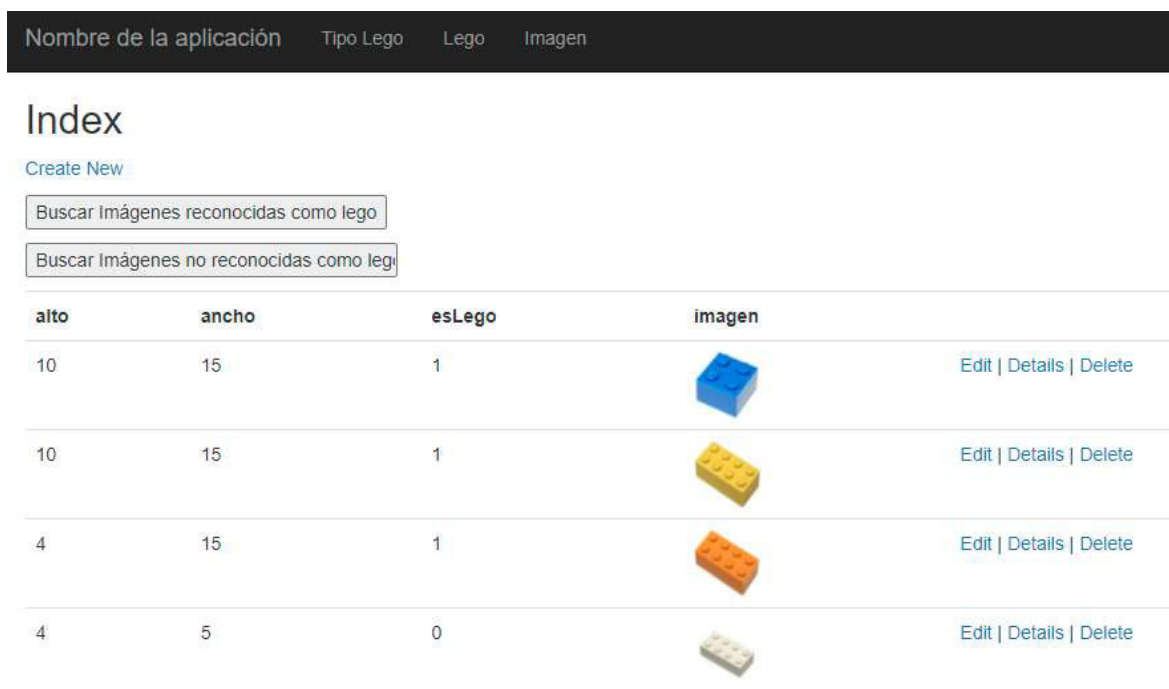 Nombre de la aplicación Tipo Lego Lego Imagen
Index
Create New
Buscar Imágenes reconocidas como lego
Buscar Imágenes no reconocidas como leg
alto ancho esLego imagen
10 15 1 Edit | Details | Delete
10 15 1 Edit | Details | Delete
4 15 1 Edit | Details | Delete
4 5 0 Edit | Details | Delete